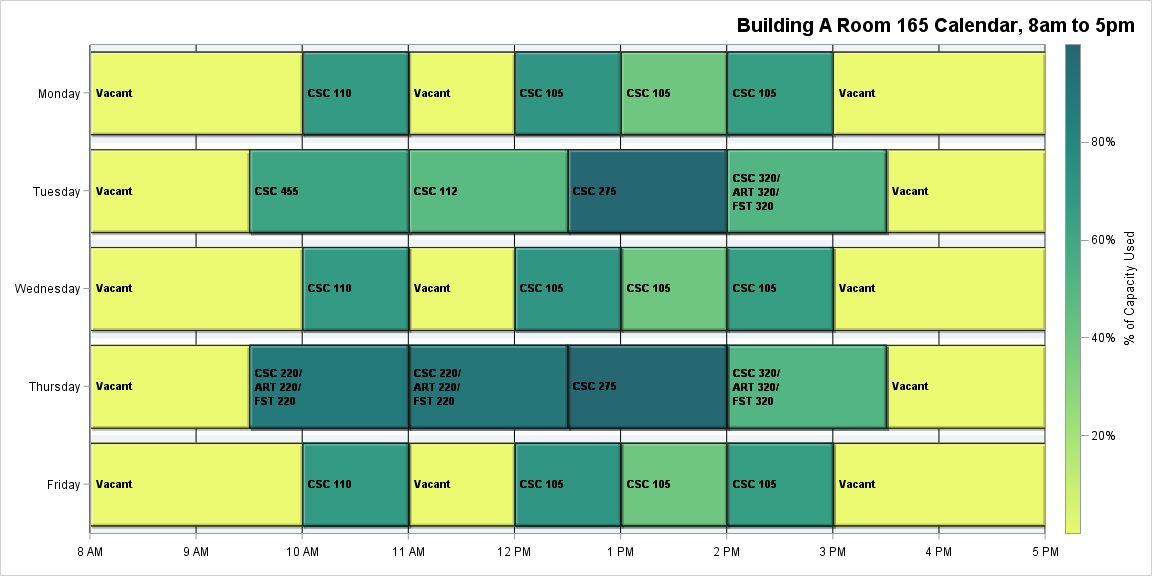 Building A Room 165 Calendar, 8am to 5pm
Monday
Vacant
CSC 110
Vacant
CSC 105
CSC 105
CSC 105
Vacant
Tuesday
Vacant
CSC 455
CSC 112
CSC 275
CSC 320/
ART 320/
FST 320
Vacant
Wednesday
Vacant
CSC 110
Vacant
CSC 105
CSC 105
CSC 105
Vacant
Thursday
Vacant
CSC 220/
ART 220/
FST 220
CSC 220/
ART 220/
FST 220
CSC 275
CSC 320/
ART 320/
FST 320
Vacant
Friday
Vacant
CSC 110
Vacant
CSC 105
CSC 105
CSC 105
Vacant
8 AM
9 AM
10 AM
11 AM
12 PM
1 PM
2 PM
3 PM
4 PM
5 PM
80%
60%
40%
20%
% of Capacity Used